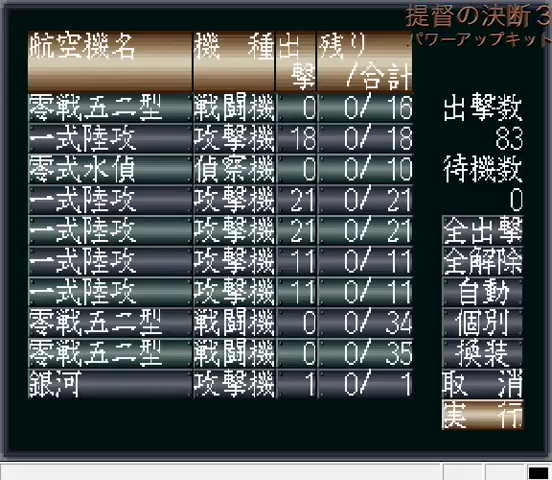 提督の決断3
パワーアップキット
航空機名 機 種 出撃 残り/合計
零戦五二型 戦闘機 0 0/ 16
一式陸攻 攻撃機 18 0/ 18
零式水偵 偵察機 0 0/ 10
一式陸攻 攻撃機 21 0/ 21
一式陸攻 攻撃機 21 0/ 21
一式陸攻 攻撃機 11 0/ 11
一式陸攻 攻撃機 11 0/ 11
零戦五二型 戦闘機 0 0/ 34
零戦五二型 戦闘機 0 0/ 35
銀河 攻撃機 1 0/ 1
出撃数
83
待機数
0
全出撃
全解除
自動
個別
換装
取 消
実 行